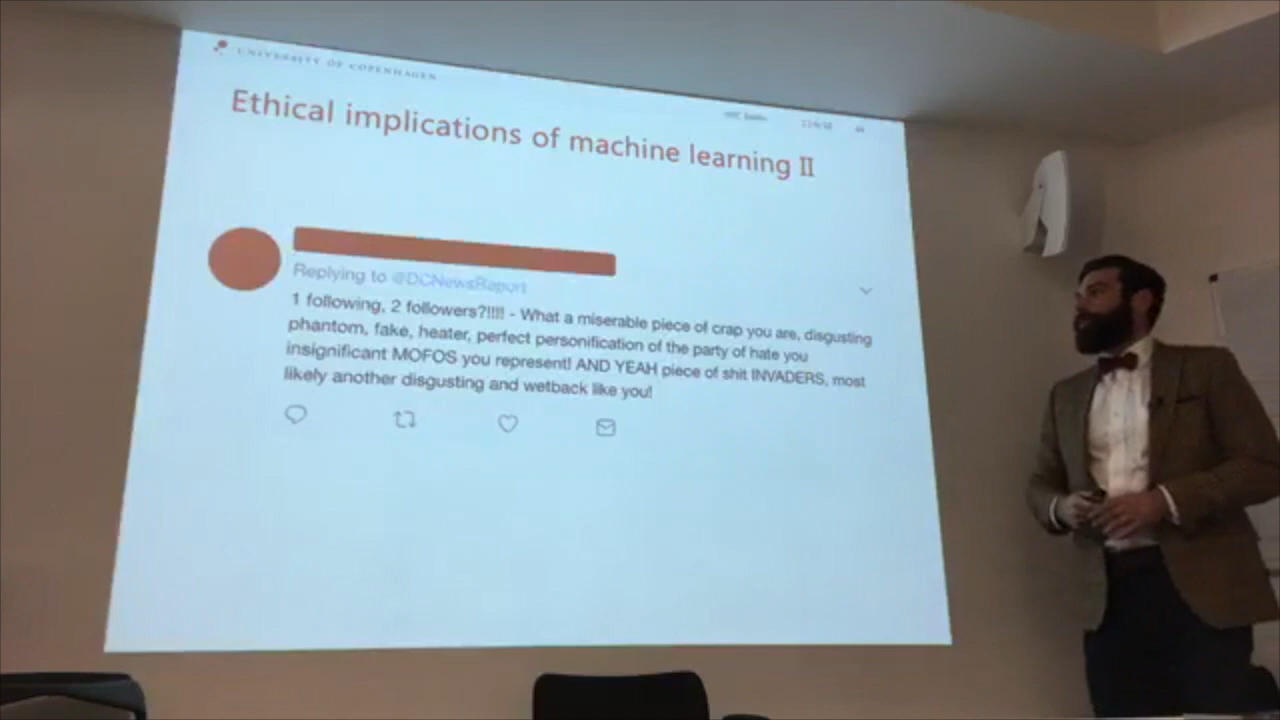 UNIVERSITY OF COPENHAGEN
Ethical implications of machine learning II
Replying to @DCNewsReport
1 following, 2 followers?!!!! - What a miserable piece of crap you are, disgusting
phantom, fake, heater, perfect personification of the party of hate you
insignificant MOFOS you represent! AND YEAH piece of shit INVADERS, most
likely another disgusting and wetback like you!